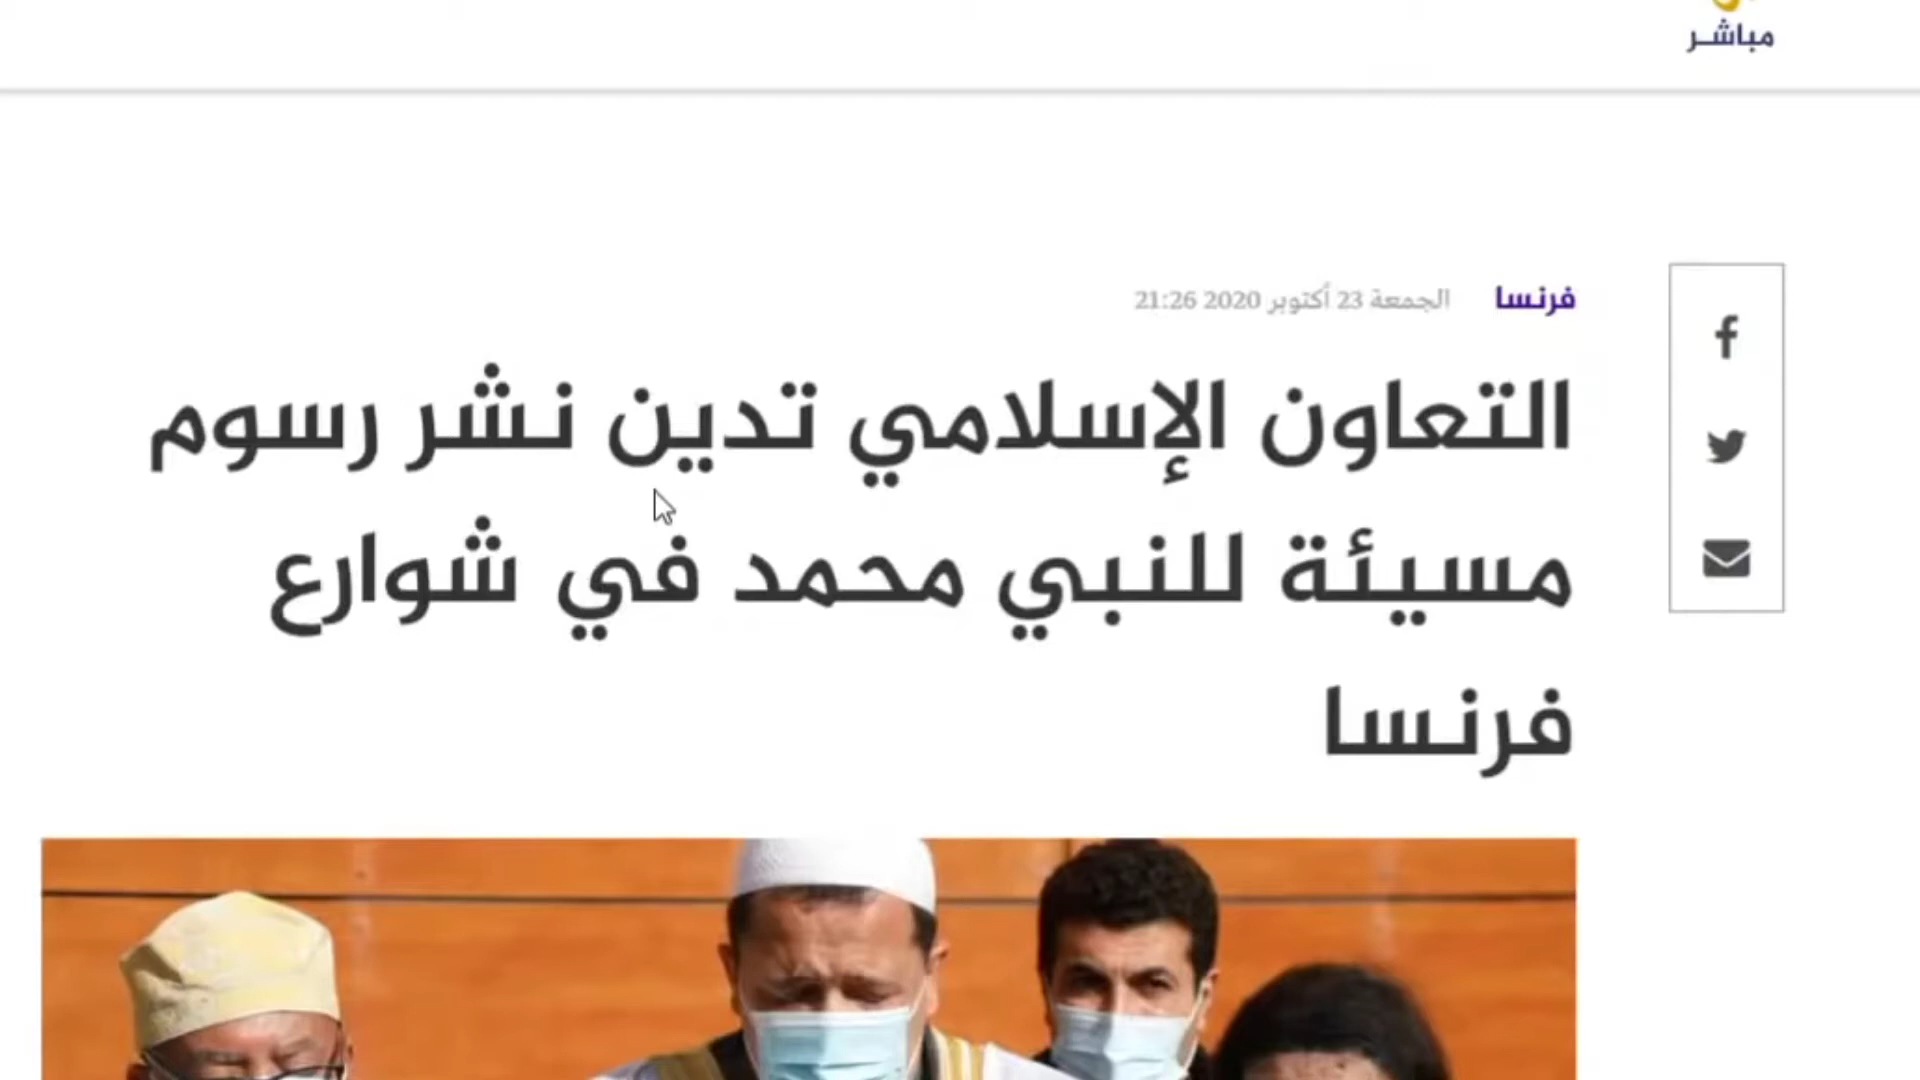 مباشر
فرنسا الجمعة 23 أكتوبر 2020 21:26
التعاون الإسلامي تدين نشر رسوم
مسيئة للنبي محمد في شوارع
فرنسا